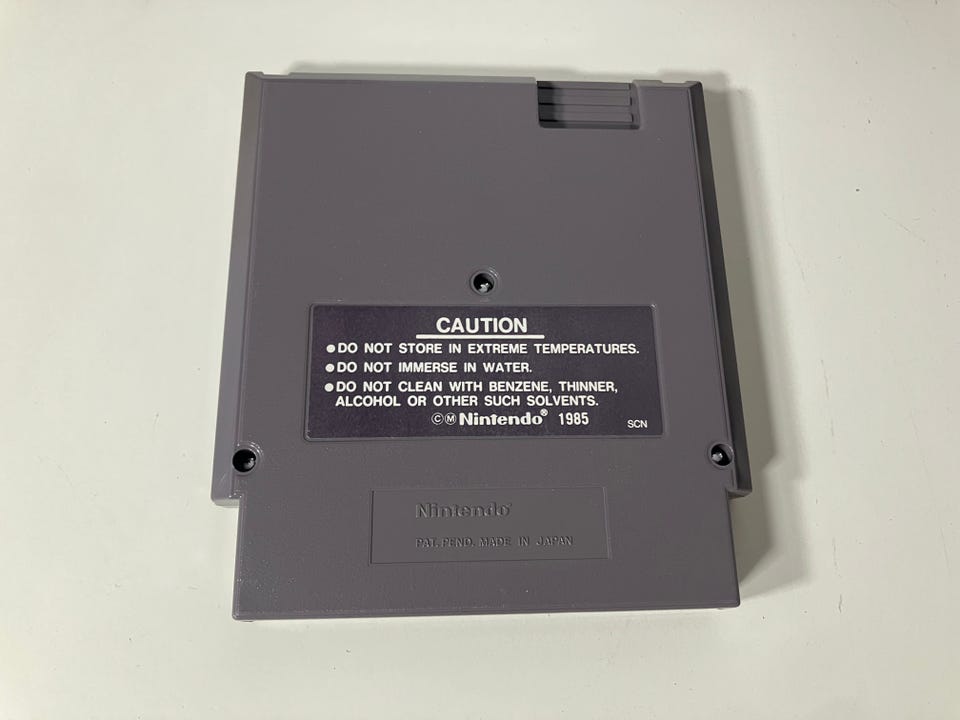 CAUTION
●DO NOT STORE IN EXTREME TEMPERATURES.
●DO NOT IMMERSE IN WATER.
●DO NOT CLEAN WITH BENZENE, THINNER,
ALCOHOL OR OTHER SUCH SOLVENTS.
ⒸⓂNintendo® 1985 SCN
Nintendo®
PAT. PEND. MADE IN JAPAN